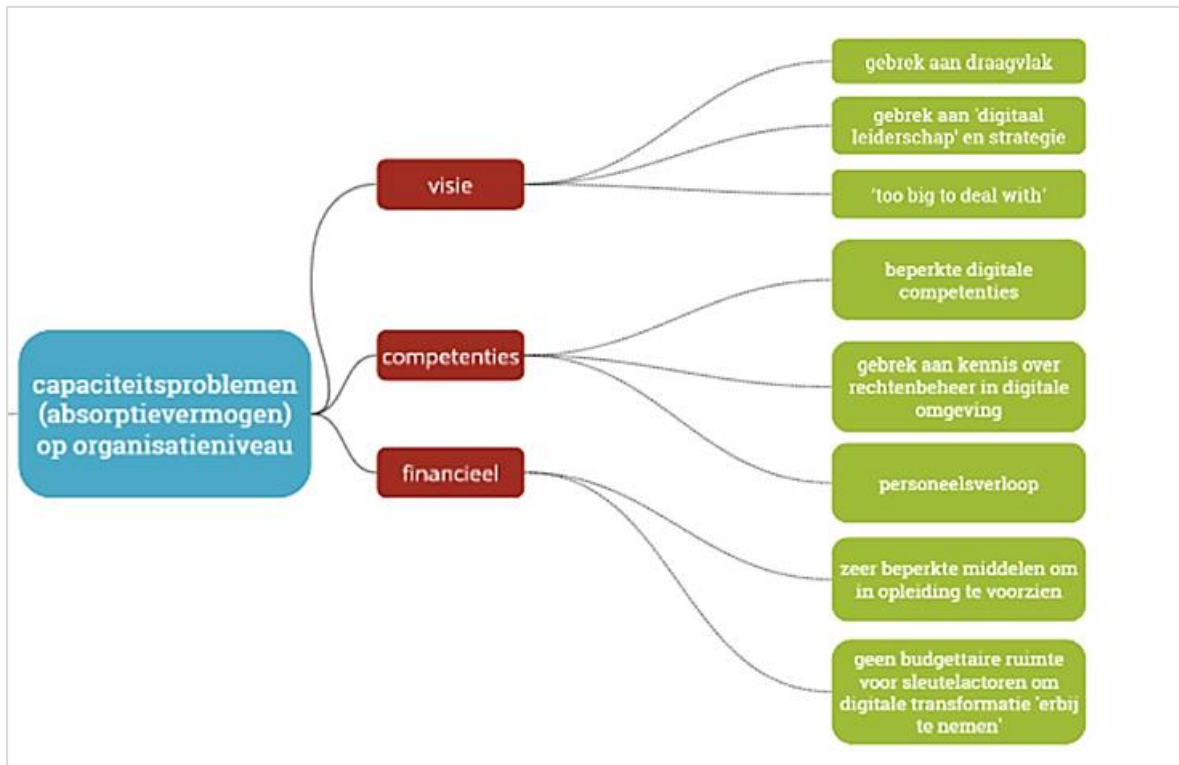 capaciteitsproblemen
(absorptievermogen)
op organisatieniveau
visie
gebrek aan draagvlak
gebrek aan 'digitaal
leiderschap' en strategie
'too big to deal with'
competenties
beperkte digitale
competenties
gebrek aan kennis over
rechtenbeheer in digitale
omgeving
personeelsverloop
financieel
zeer beperkte middelen om
in opleiding te voorzien
geen budgettaire ruimte
voor sleutelactoren om
digitale transformatie 'erbij
te nemen'